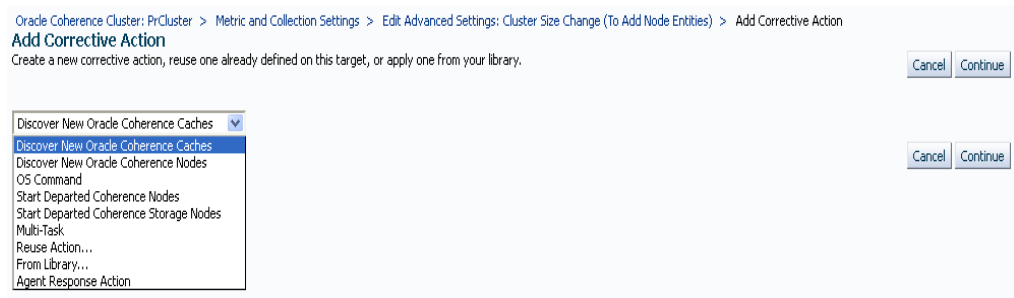 Oracle Coherence Cluster: PrCluster > Metric and Collection Settings > Edit Advanced Settings: Cluster Size Change (To Add Node Entities) > Add Corrective Action
Add Corrective Action
Create a new corrective action, reuse one already defined on this target, or apply one from your library.
Cancel Continue
Discover New Oracle Coherence Caches
Discover New Oracle Coherence Caches
Discover New Oracle Coherence Nodes
OS Command
Start Departed Coherence Nodes
Start Departed Coherence Storage Nodes
Multi-Task
Reuse Action...
From Library...
Agent Response Action
Cancel Continue